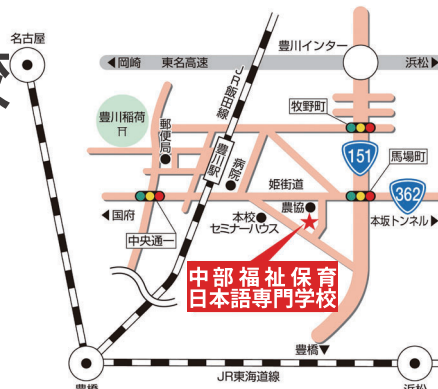 校
名古屋
豊川インター
岡崎 東名高速
浜松
JR飯田線
牧野町
豊川稲荷
郵便局
豊川駅
病院
151
馬場町
姫街道
362
農協
国府
本校
セミナーハウス
本坂トンネル
中央通一
中部福祉保育
日本語専門学校
豊橋
JR東海道線
豊橋
浜松